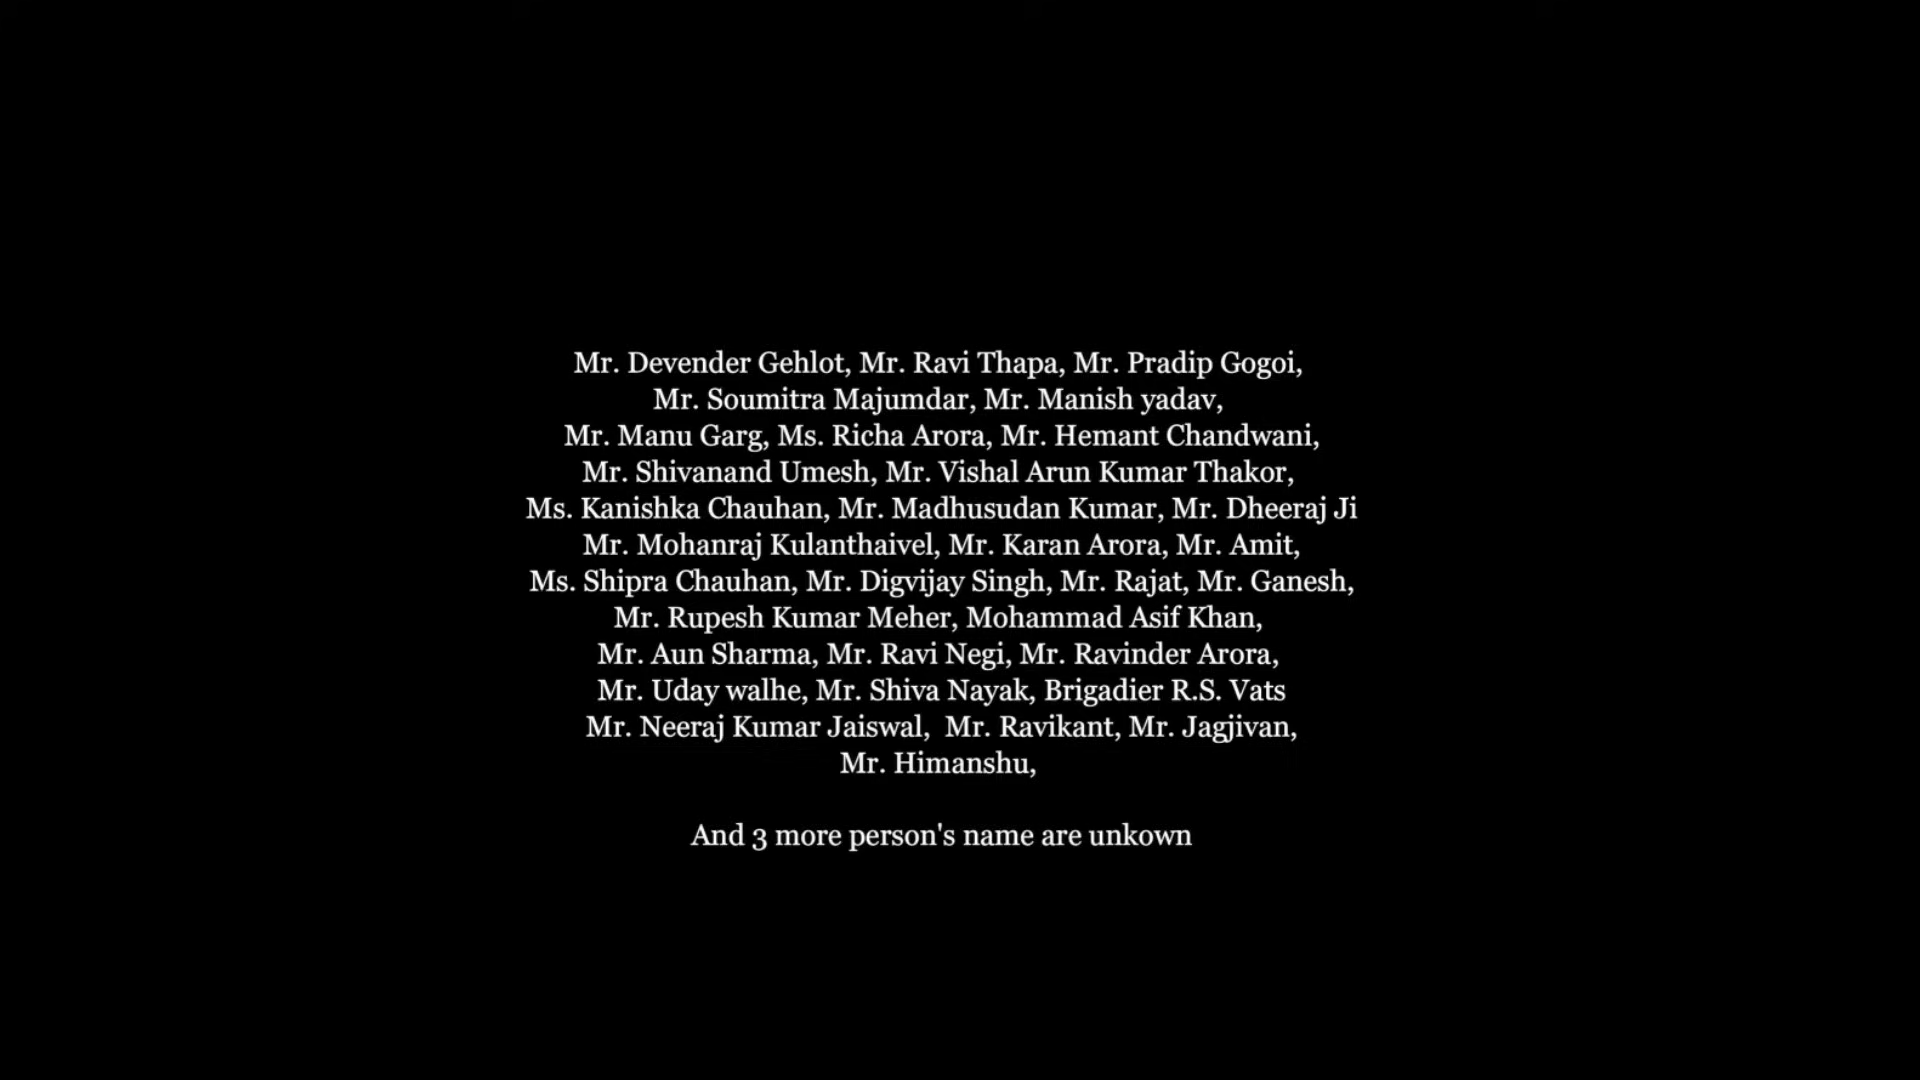 Mr. Devender Gehlot, Mr. Ravi Thapa, Mr. Pradip Gogoi,
Mr. Soumitra Majumdar, Mr. Manish yadav,
Mr. Manu Garg, Ms. Richa Arora, Mr. Hemant Chandwani,
Mr. Shivanand Umesh, Mr. Vishal Arun Kumar Thakor,
Ms. Kanishka Chauhan, Mr. Madhusudan Kumar, Mr. Dheeraj Ji
Mr. Mohanraj Kulanthaivel, Mr. Karan Arora, Mr. Amit,
Ms. Shipra Chauhan, Mr. Digvijay Singh, Mr. Rajat, Mr. Ganesh,
Mr. Rupesh Kumar Meher, Mohammad Asif Khan,
Mr. Aun Sharma, Mr. Ravi Negi, Mr. Ravinder Arora,
Mr. Uday walhe, Mr. Shiva Nayak, Brigadier R.S. Vats
Mr. Neeraj Kumar Jaiswal,  Mr. Ravikant, Mr. Jagjivan,
Mr. Himanshu,
And 3 more person's name are unkown